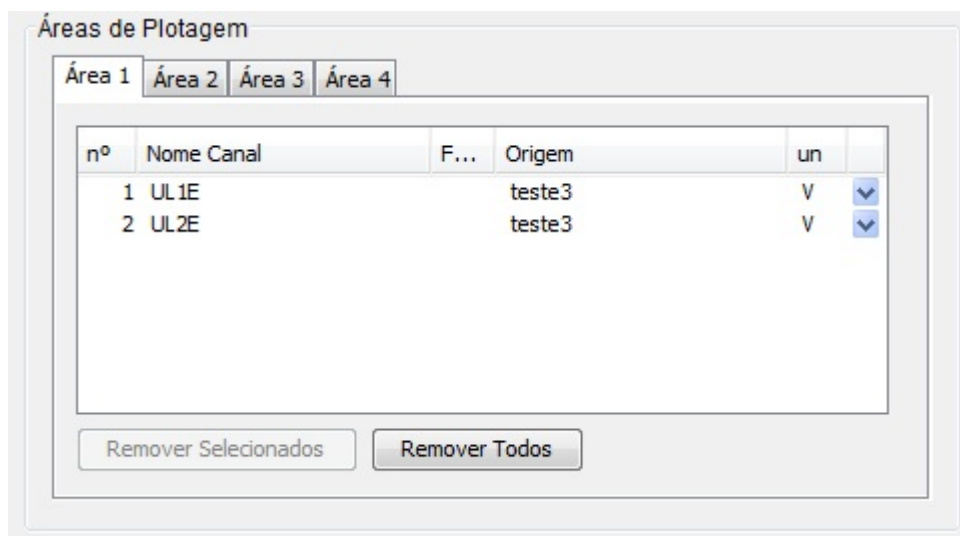 Áreas de Plotagem
Área 1 Área 2 Área 3 Área 4
nº Nome Canal F... Origem un
1 UL1E teste3 V
2 UL2E teste3 V
Remover Selecionados Remover Todos